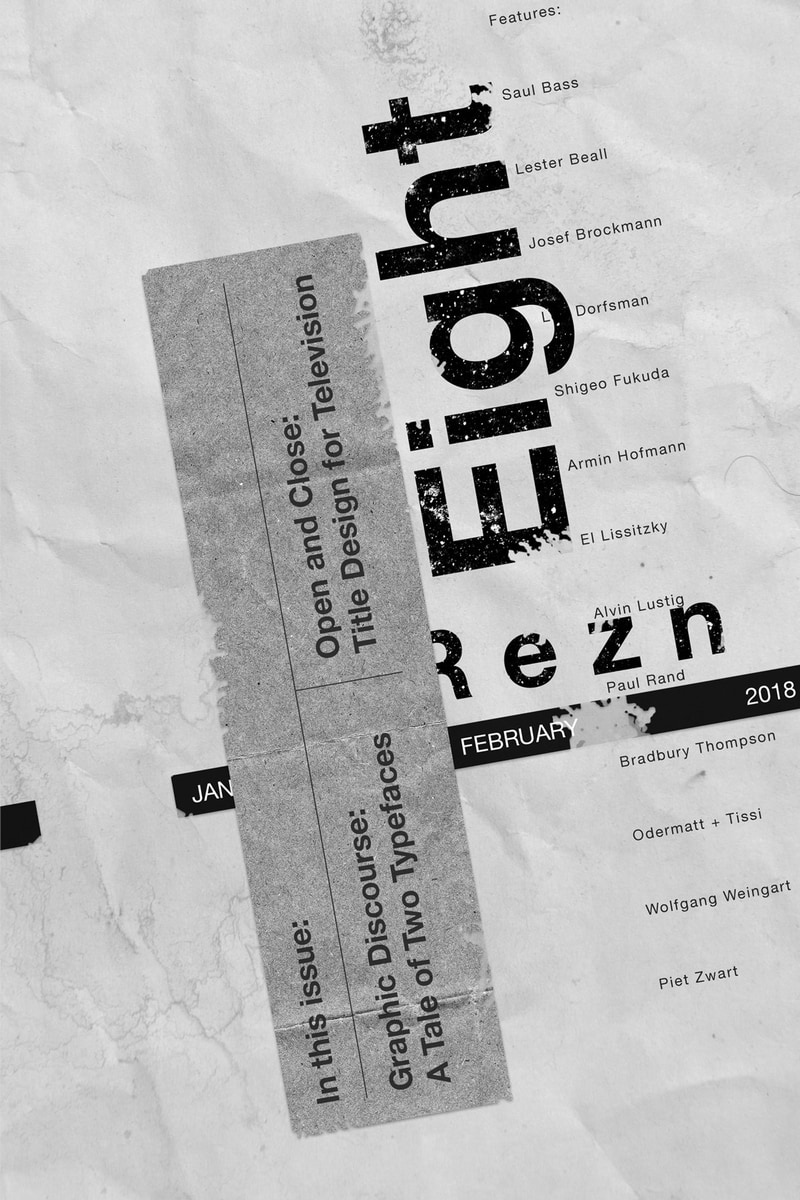 Features:
Saul Bass
Lester Beall
Josef Brockmann
L Dorfsman
Shigeo Fukuda
Armin Hofmann
El Lissitzky
Alvin Lustig
Paul Rand
Bradbury Thompson
Odermatt + Tissi
Wolfgang Weingart
Piet Zwart
Eight
Rezn
JAN FEBRUARY 2018
In this issue:
Open and Close:
Title Design for Television
Graphic Discourse:
A Tale of Two Typefaces